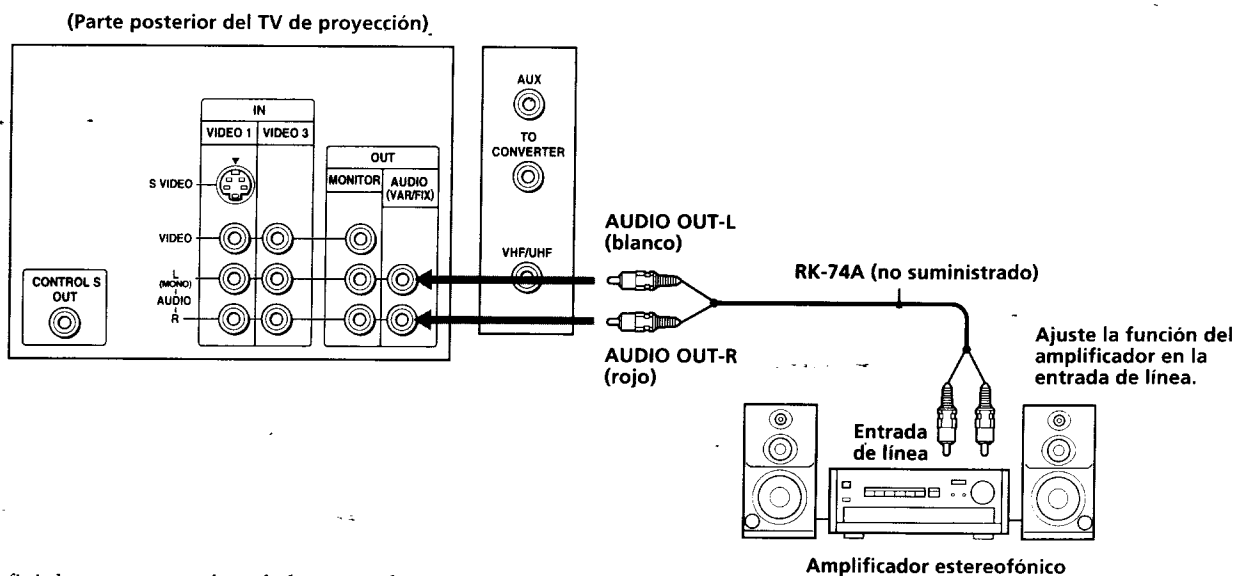 (Parte posterior del TV de proyección)
IN
VIDEO 1 VIDEO 3
S VIDEO
VIDEO
L
(MONO)
AUDIO
R
CONTROL S
OUT
OUT
MONITOR
AUDIO
(VAR/FIX)
AUX
TO
CONVERTER
VHF/UHF
AUDIO OUT-L
(blanco)
AUDIO OUT-R
(rojo)
RK-74A (no suministrado)
Ajuste la función del
amplificador en la
entrada de línea.
Entrada
de línea
Amplificador estereofónico